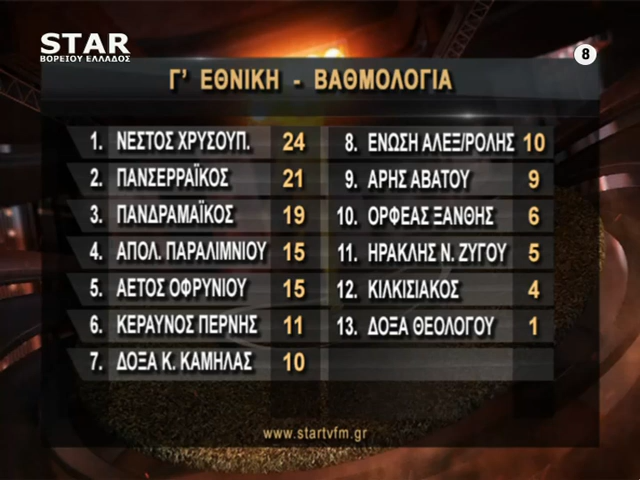 STAR
ΒΟΡΕΙΟΥ ΕΛΛΑΔΟΣ
8
Γ' ΕΘΝΙΚΗ - ΒΑΘΜΟΛΟΓΙΑ
1. ΝΕΣΤΟΣ ΧΡΥΣΟΥΠ. 24
2. ΠΑΝΣΕΡΡΑΪΚΟΣ 21
3. ΠΑΝΔΡΑΜΑΪΚΟΣ 19
4. ΑΠΟΛ. ΠΑΡΑΛΙΜΝΙΟΥ 15
5. ΑΕΤΟΣ ΟΦΡΥΝΙΟΥ 15
6. ΚΕΡΑΥΝΟΣ ΠΕΡΝΗΣ 11
7. ΔΟΞΑ Κ. ΚΑΜΗΛΑΣ 10
8. ΕΝΩΣΗ ΑΛΕΞ/ΡΟΛΗΣ 10
9. ΑΡΗΣ ΑΒΑΤΟΥ 9
10. ΟΡΦΕΑΣ ΞΑΝΘΗΣ 6
11. ΗΡΑΚΛΗΣ Ν. ΖΥΓΟΥ 5
12. ΚΙΛΚΙΣΙΑΚΟΣ 4
13. ΔΟΞΑ ΘΕΟΛΟΓΟΥ 1
www.startvfm.gr